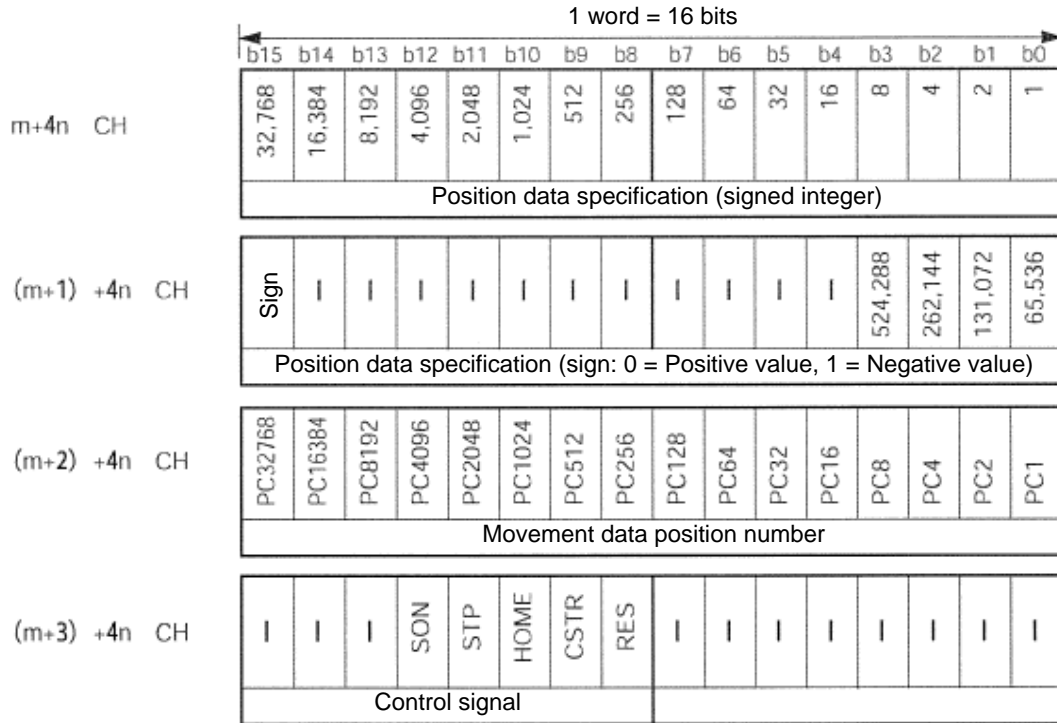 1 word = 16 bits
b15 b14 b13 b12 b11 b10 b9 b8 b7 b6 b5 b4 b3 b2 b1 b0
m+4n CH
32,768 16,384 8,192 4,096 2,048 1,024 512 256 128 64 32 16 8 4 2 1
Position data specification (signed integer)
(m+1) +4n CH
Sign — — — — — — — — — — — 524,288 262,144 131,072 65,536
Position data specification (sign: 0 = Positive value, 1 = Negative value)
(m+2) +4n CH
PC32768 PC16384 PC8192 PC4096 PC2048 PC1024 PC512 PC256 PC128 PC64 PC32 PC16 PC8 PC4 PC2 PC1
Movement data position number
(m+3) +4n CH
— — — SON STP HOME CSTR RES — — — — — — — —
Control signal